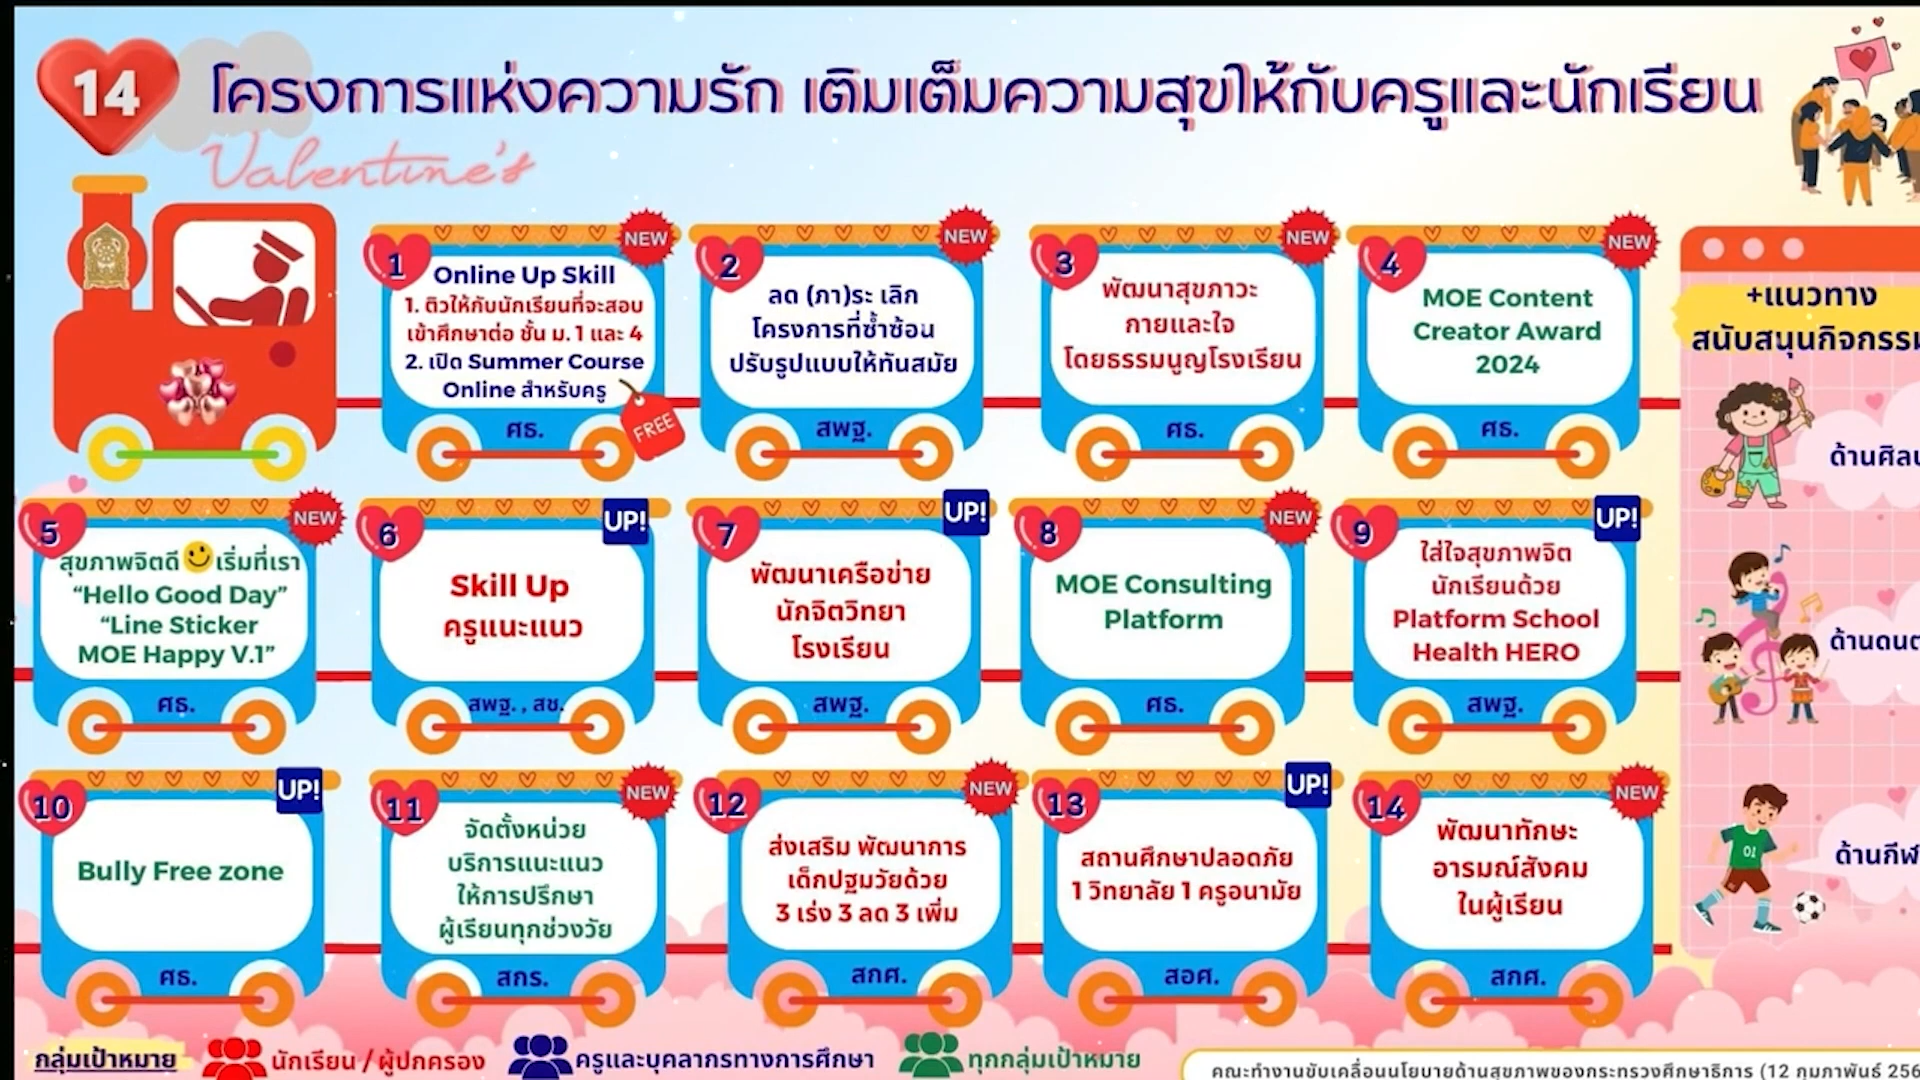 14 โครงการแห่งความรัก เติมเต็มความสุขให้กับครูและนักเรียน
Valentine's
1
NEW
Online Up Skill
1. ติวให้กับนักเรียนที่จะสอบ
เข้าศึกษาต่อ ชั้น ม. 1 และ 4
2. เปิด Summer Course
Online สำหรับครู
FREE
ศธ.
2
NEW
ลด (ภา)ระ เลิก
โครงการที่ซ้ำซ้อน
ปรับรูปแบบให้ทันสมัย
สพฐ.
3
NEW
พัฒนาสุขภาวะ
กายและใจ
โดยธรรมนูญโรงเรียน
ศธ.
4
NEW
MOE Content
Creator Award
2024
ศธ.
5
NEW
สุขภาพจิตดี เริ่มที่เรา
“Hello Good Day”
“Line Sticker
MOE Happy V.1”
ศธ.
6
UP!
Skill Up
ครูแนะแนว
สพฐ. , สช.
7
UP!
พัฒนาเครือข่าย
นักจิตวิทยา
โรงเรียน
สพฐ.
8
NEW
MOE Consulting
Platform
ศธ.
9
UP!
ใส่ใจสุขภาพจิต
นักเรียนด้วย
Platform School
Health HERO
สพฐ.
10
UP!
Bully Free zone
ศธ.
11
NEW
จัดตั้งหน่วย
บริการแนะแนว
ให้การปรึกษา
ผู้เรียนทุกช่วงวัย
สกร.
12
NEW
ส่งเสริม พัฒนาการ
เด็กปฐมวัยด้วย
3 เร่ง 3 ลด 3 เพิ่ม
สกศ.
13
UP!
สถานศึกษาปลอดภัย
1 วิทยาลัย 1 ครูอนามัย
สอศ.
14
NEW
พัฒนาทักษะ
อารมณ์สังคม
ในผู้เรียน
สกศ.
+แนวทาง
สนับสนุนกิจกรรม
ด้านศิลป
ด้านดนต
01
ด้านกีฬ
กลุ่มเป้าหมาย นักเรียน / ผู้ปกครอง ครูและบุคลากรทางการศึกษา ทุกกลุ่มเป้าหมาย
คณะทำงานขับเคลื่อนนโยบายด้านสุขภาพของกระทรวงศึกษาธิการ (12 กุมภาพันธ์ 256